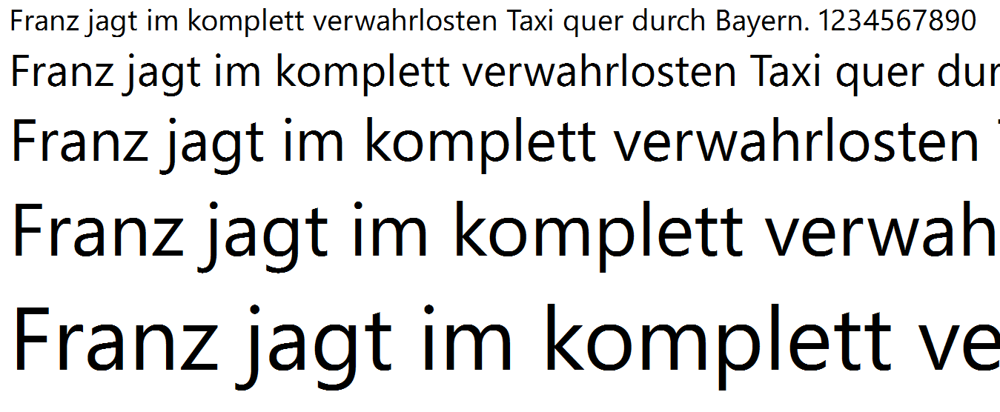 Franz jagt im komplett verwahrlosten Taxi quer durch Bayern. 1234567890
Franz jagt im komplett verwahrlosten Taxi quer dur
Franz jagt im komplett verwahrlosten
Franz jagt im komplett verwah
Franz jagt im komplett ve